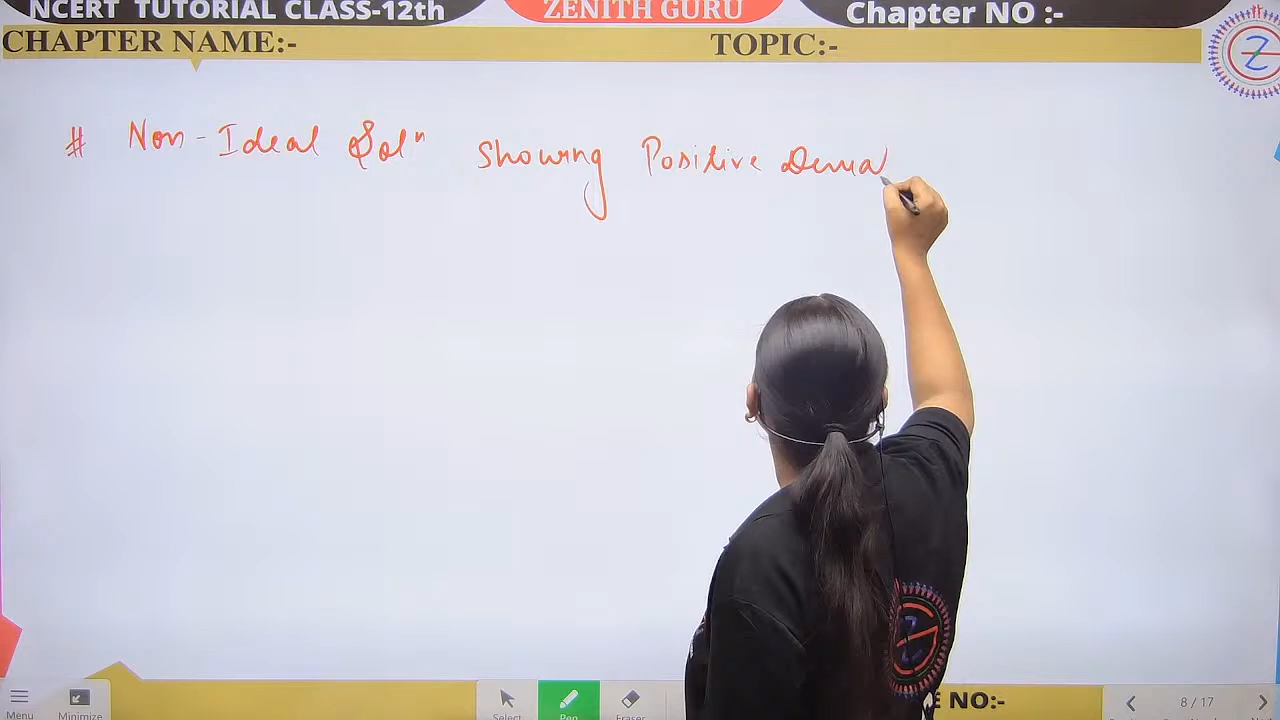 NCERT TUTORIAL CLASS-12th
ZENITH GURU
Chapter NO :-
CHAPTER NAME:-
TOPIC:-
# Non-Ideal Solⁿ Showing Positive Devia
NO:-
Menu
Minimize
Select
Pen
Eraser
8 / 17